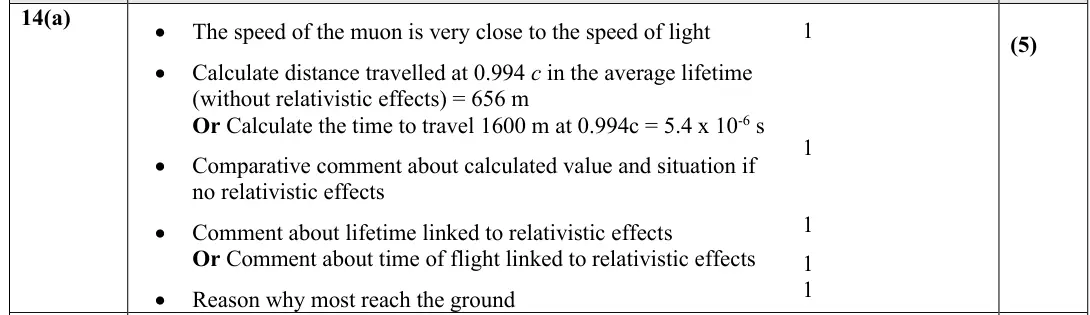 14(a)
• The speed of the muon is very close to the speed of light 1
(5)
• Calculate distance travelled at 0.994 c in the average lifetime
(without relativistic effects) = 656 m
Or Calculate the time to travel 1600 m at 0.994c = 5.4 x 10⁻⁶ s
1
• Comparative comment about calculated value and situation if
no relativistic effects
• Comment about lifetime linked to relativistic effects 1
Or Comment about time of flight linked to relativistic effects 1
• Reason why most reach the ground 1